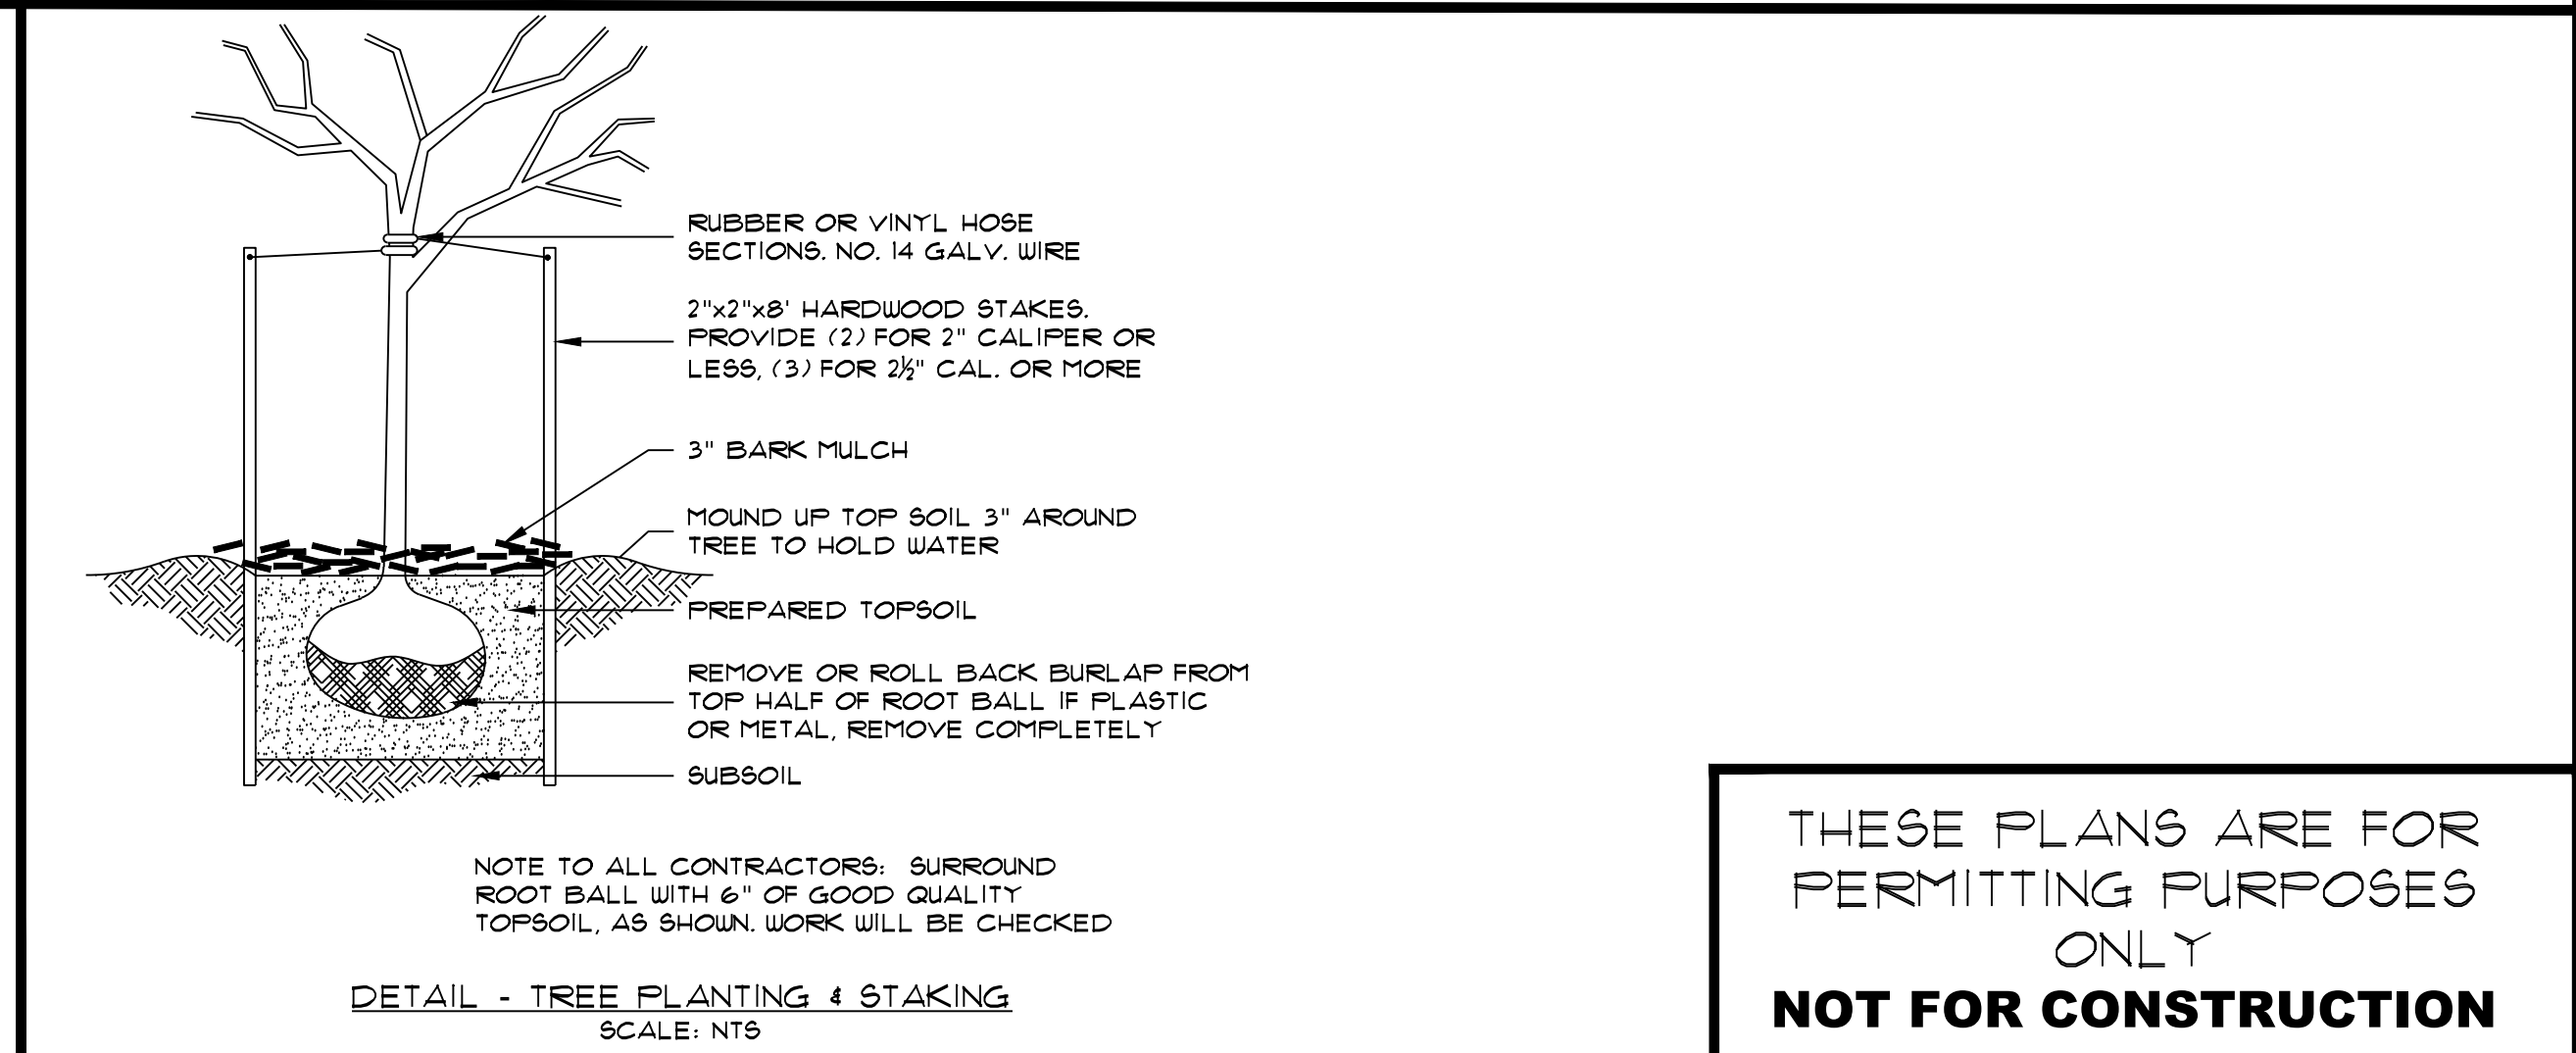 RUBBER OR VINYL HOSE
SECTIONS. NO. 14 GALV. WIRE
2"x2"x8' HARDWOOD STAKES.
PROVIDE (2) FOR 2" CALIPER OR
LESS, (3) FOR 2½" CAL. OR MORE
3" BARK MULCH
MOUND UP TOP SOIL 3" AROUND
TREE TO HOLD WATER
PREPARED TOPSOIL
REMOVE OR ROLL BACK BURLAP FROM
TOP HALF OF ROOT BALL IF PLASTIC
OR METAL, REMOVE COMPLETELY
SUBSOIL
NOTE TO ALL CONTRACTORS: SURROUND
ROOT BALL WITH 6" OF GOOD QUALITY
TOPSOIL, AS SHOWN. WORK WILL BE CHECKED
DETAIL - TREE PLANTING & STAKING
SCALE: NTS
THESE PLANS ARE FOR
PERMITTING PURPOSES
ONLY
NOT FOR CONSTRUCTION